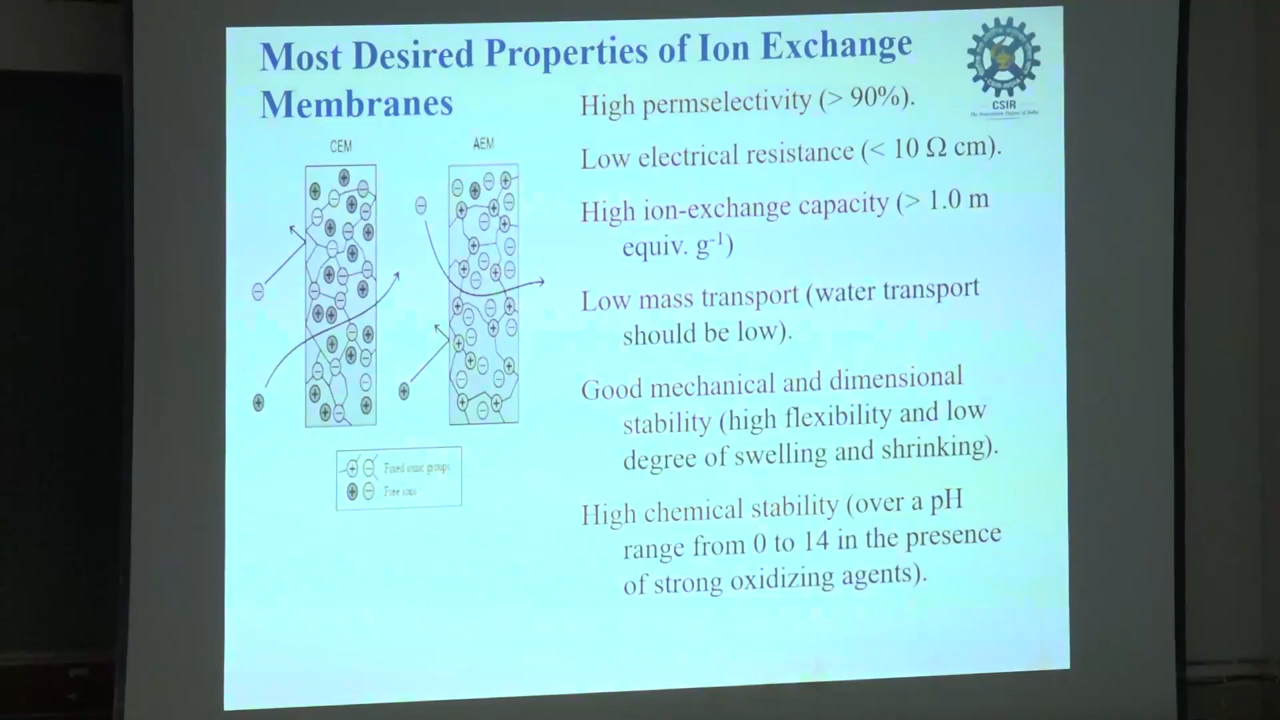 Most Desired Properties of Ion Exchange
Membranes
CSIR
CEM
AEM
Fixed ionic groups
Free ions
High permselectivity (> 90%).
Low electrical resistance (< 10 Ω cm).
High ion-exchange capacity (> 1.0 m
equiv. g⁻¹)
Low mass transport (water transport
should be low).
Good mechanical and dimensional
stability (high flexibility and low
degree of swelling and shrinking).
High chemical stability (over a pH
range from 0 to 14 in the presence
of strong oxidizing agents).